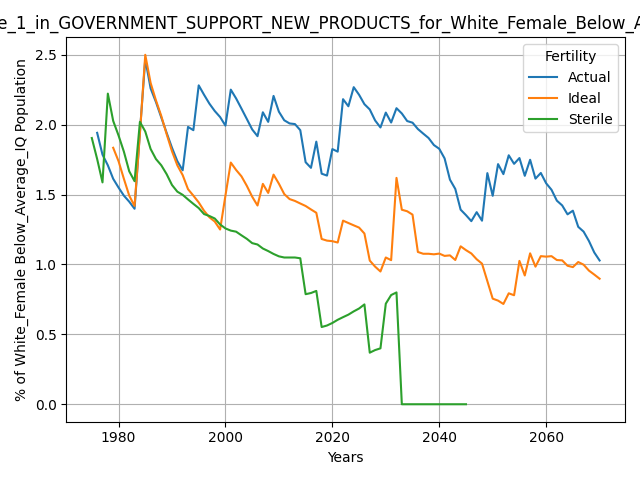 e_1_in_GOVERNMENT_SUPPORT_NEW_PRODUCTS_for_White_Female_Below_A
Fertility
Actual
Ideal
Sterile
% of White_Female Below_Average_IQ Population
2.5
2.0
1.5
1.0
0.5
0.0
1980 2000 2020 2040 2060
Years